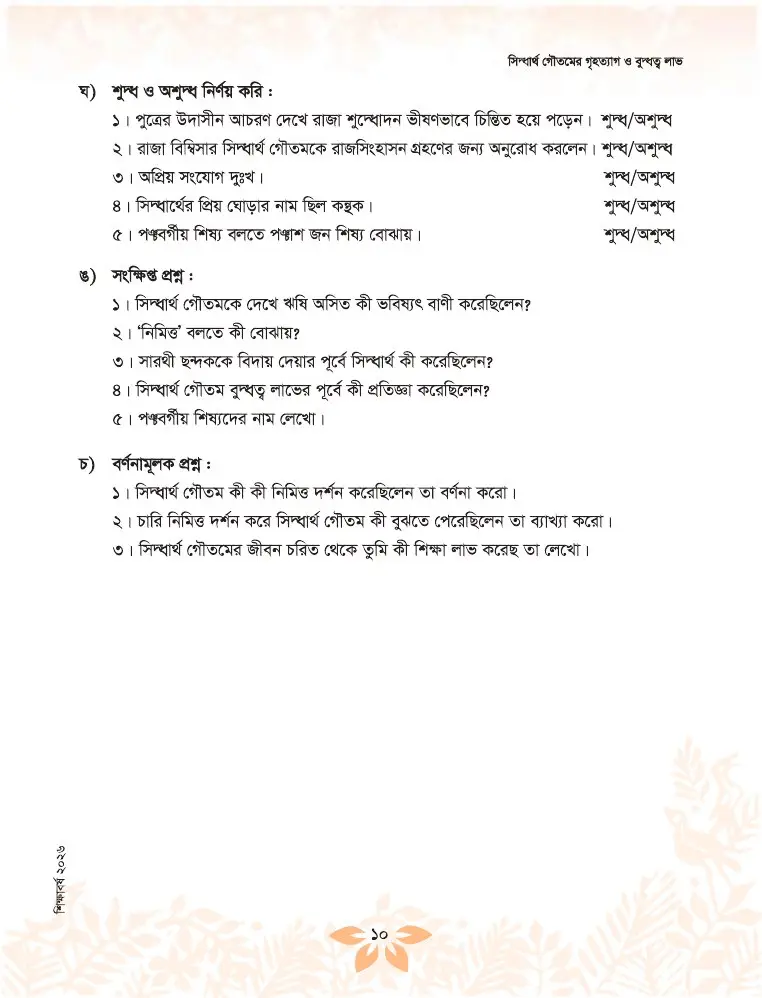 সিদ্ধার্থ গৌতমের গৃহত্যাগ ও বুদ্ধত্ব লাভ
ঘ) শুদ্ধ ও অশুদ্ধ নির্ণয় করি :
১। পুত্রের উদাসীন আচরণ দেখে রাজা শুদ্ধোদন ভীষণভাবে চিন্তিত হয়ে পড়েন। শুদ্ধ/অশুদ্ধ
২। রাজা বিম্বিসার সিদ্ধার্থ গৌতমকে রাজসিংহাসন গ্রহণের জন্য অনুরোধ করলেন। শুদ্ধ/অশুদ্ধ
৩। অপ্রিয় সংযোগ দুঃখ। শুদ্ধ/অশুদ্ধ
৪। সিদ্ধার্থের প্রিয় ঘোড়ার নাম ছিল কন্থক। শুদ্ধ/অশুদ্ধ
৫। পঞ্চবর্গীয় শিষ্য বলতে পঞ্চাশ জন শিষ্য বোঝায়। শুদ্ধ/অশুদ্ধ
ঙ) সংক্ষিপ্ত প্রশ্ন :
১। সিদ্ধার্থ গৌতমকে দেখে ঋষি অসিত কী ভবিষ্যৎ বাণী করেছিলেন?
২। ‘নিমিত্ত’ বলতে কী বোঝায়?
৩। সারথী ছন্দককে বিদায় দেয়ার পূর্বে সিদ্ধার্থ কী করেছিলেন?
৪। সিদ্ধার্থ গৌতম বুদ্ধত্ব লাভের পূর্বে কী প্রতিজ্ঞা করেছিলেন?
৫। পঞ্চবর্গীয় শিষ্যদের নাম লেখো।
চ) বর্ণনামূলক প্রশ্ন :
১। সিদ্ধার্থ গৌতম কী কী নিমিত্ত দর্শন করেছিলেন তা বর্ণনা করো।
২। চারি নিমিত্ত দর্শন করে সিদ্ধার্থ গৌতম কী বুঝতে পেরেছিলেন তা ব্যাখ্যা করো।
৩। সিদ্ধার্থ গৌতমের জীবন চরিত থেকে তুমি কী শিক্ষা লাভ করেছ তা লেখো।
শিক্ষাবর্ষ ২০২৬
১০